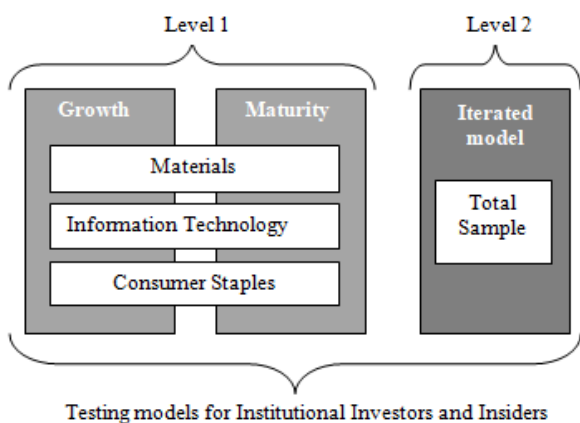 Level 1
Level 2
Growth
Maturity
Iterated
model
Materials
Information Technology
Consumer Staples
Total
Sample
Testing models for Institutional Investors and Insiders